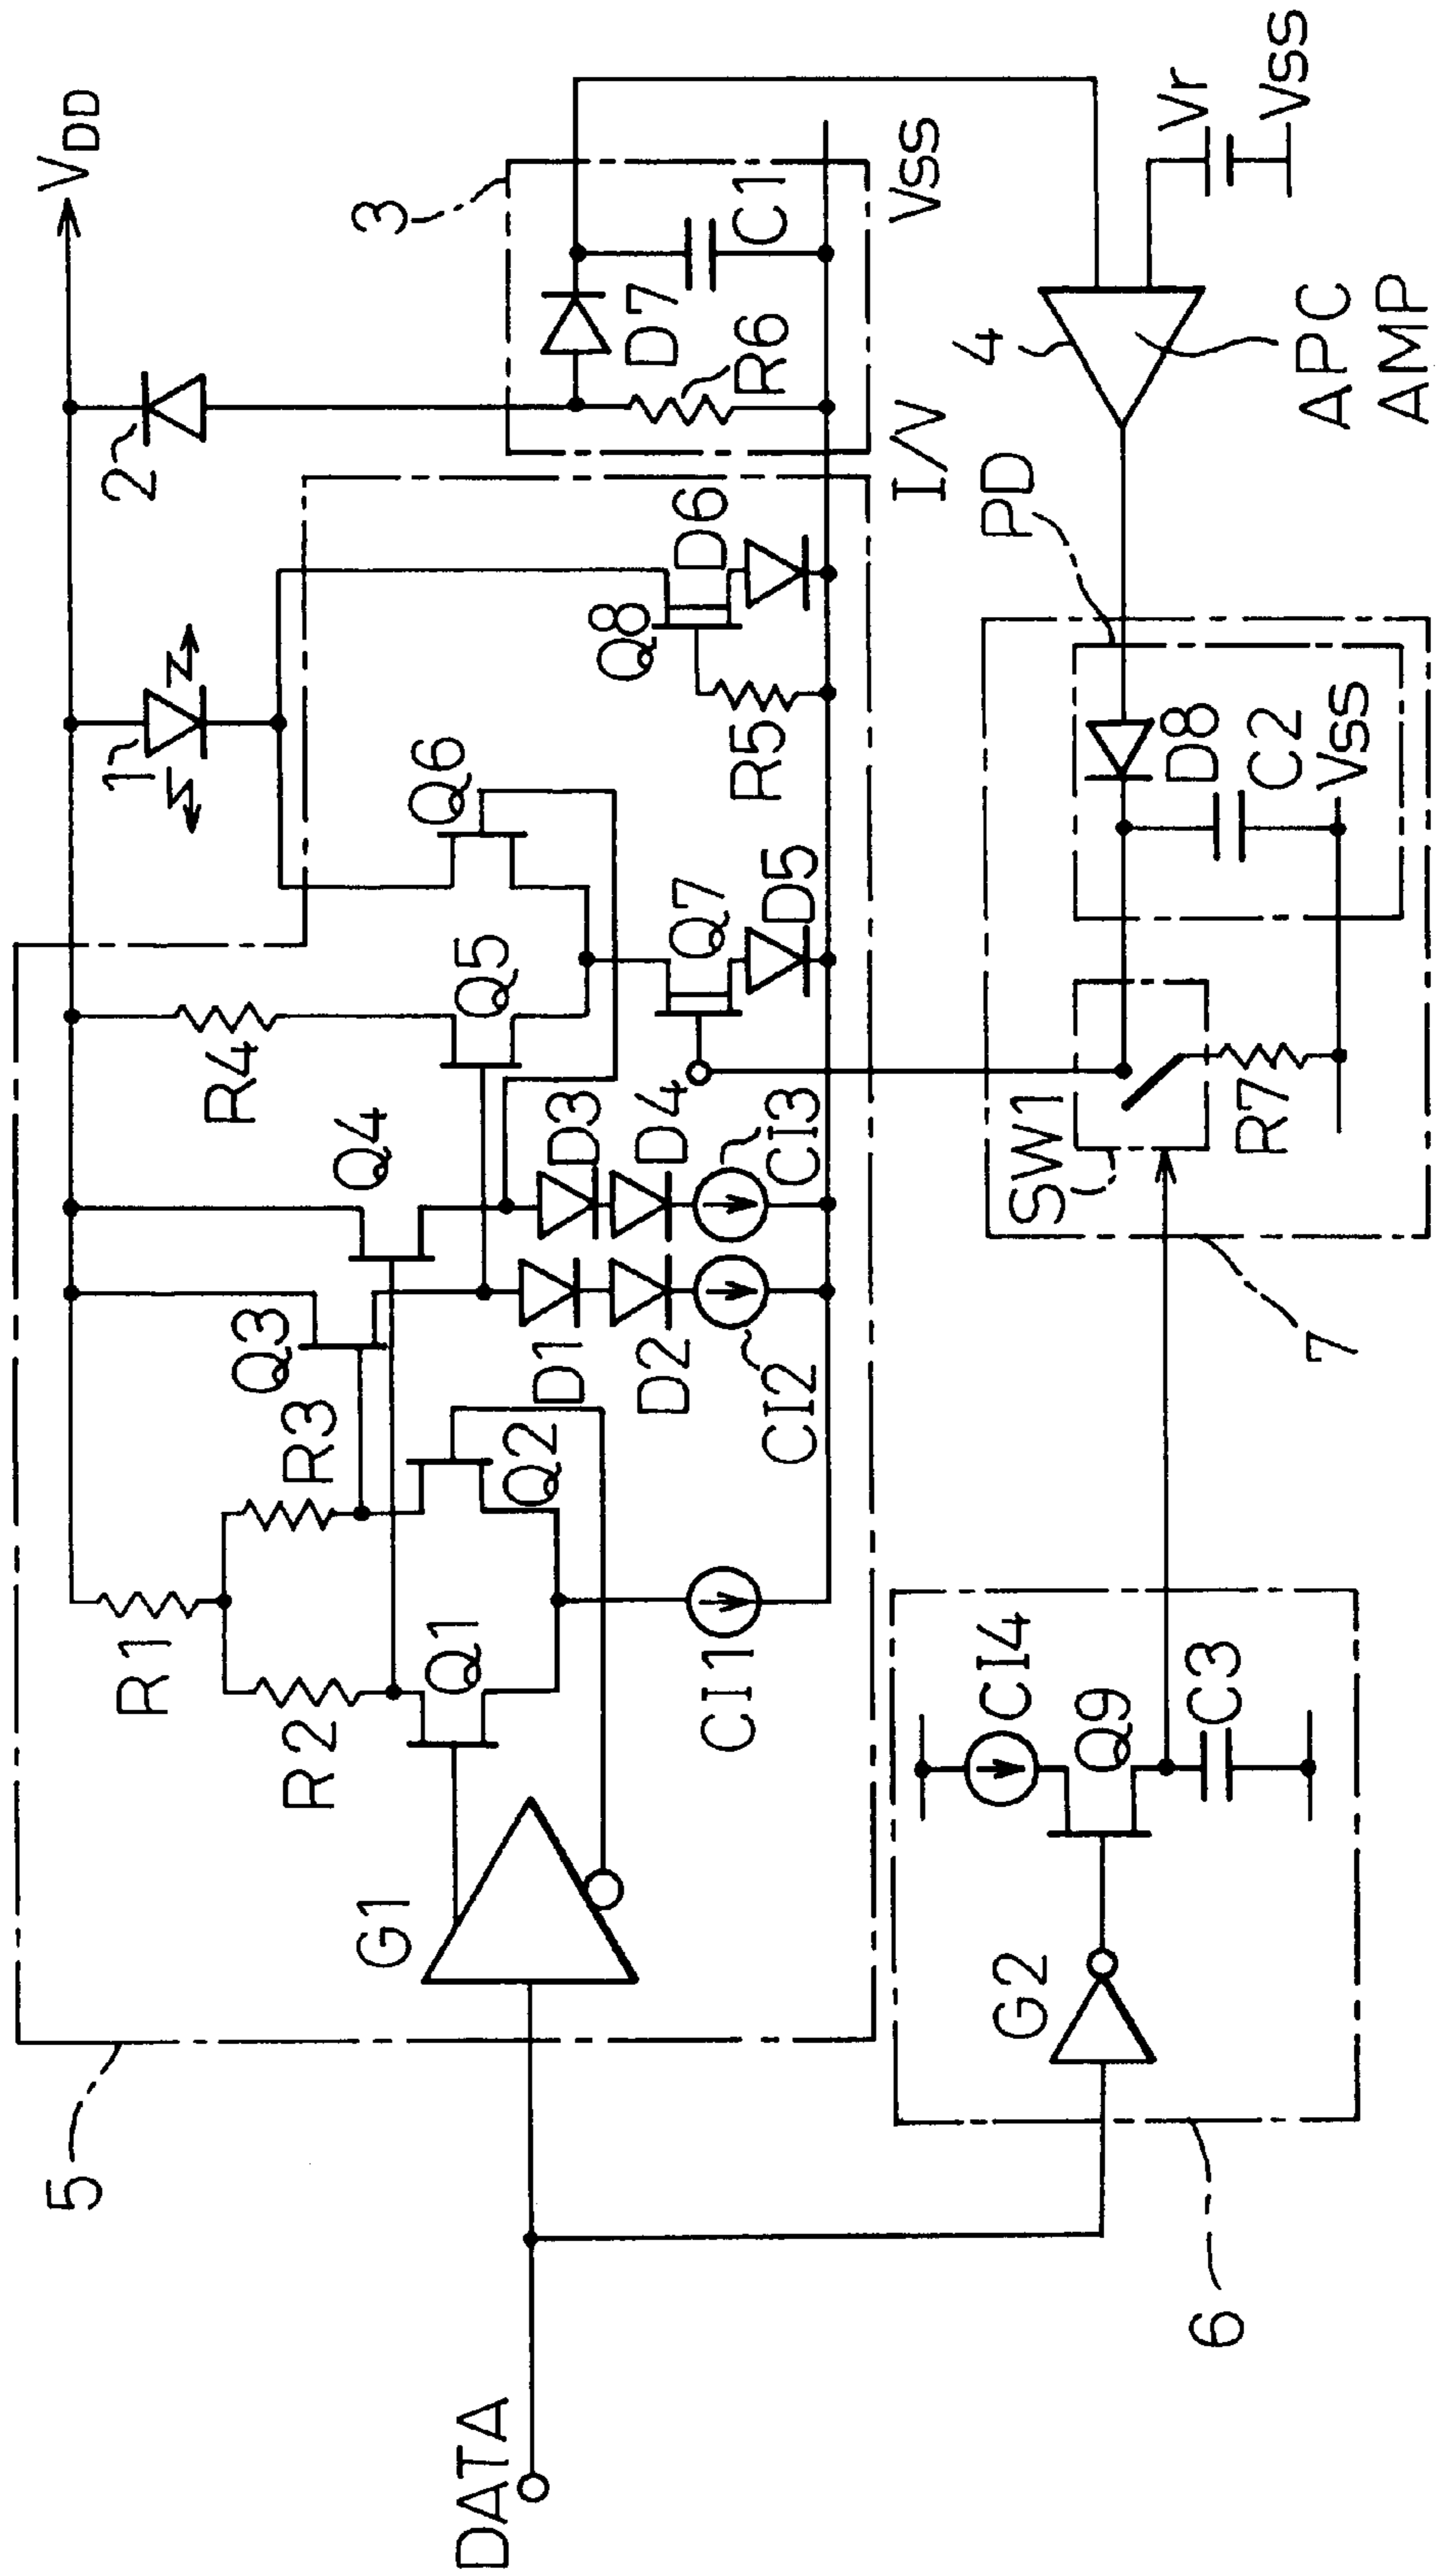 VDD
1
2
3
R1
R2
R3
R4
Q3
Q4
Q5
Q6
Q1
Q2
G1
D1
D2
D3
D4
CI1
CI2
CI3
Q7
D5
Q8
D6
R5
D7
R6
C1
I/V
Vss
5
DATA
G2
CI4
Q9
C3
6
SW1
R7
D8
C2
Vss
PD
7
4
APC
AMP
Vr
Vss